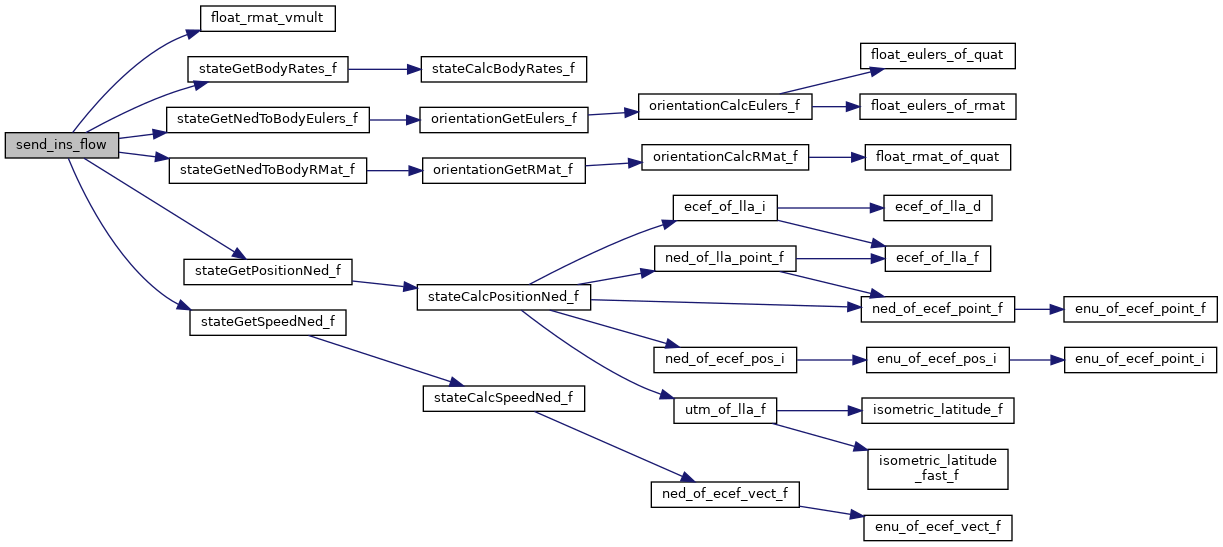 send_ins_flow
float_rmat_vmult
stateGetBodyRates_f
stateCalcBodyRates_f
stateGetNedToBodyEulers_f
orientationGetEulers_f
orientationCalcEulers_f
float_eulers_of_quat
float_eulers_of_rmat
stateGetNedToBodyRMat_f
orientationGetRMat_f
orientationCalcRMat_f
float_rmat_of_quat
stateGetPositionNed_f
stateCalcPositionNed_f
ecef_of_lla_i
ecef_of_lla_d
ecef_of_lla_f
ned_of_lla_point_f
ned_of_ecef_point_f
enu_of_ecef_point_f
ned_of_ecef_pos_i
enu_of_ecef_pos_i
enu_of_ecef_point_i
utm_of_lla_f
isometric_latitude_f
isometric_latitude
_fast_f
stateGetSpeedNed_f
stateCalcSpeedNed_f
ned_of_ecef_vect_f
enu_of_ecef_vect_f